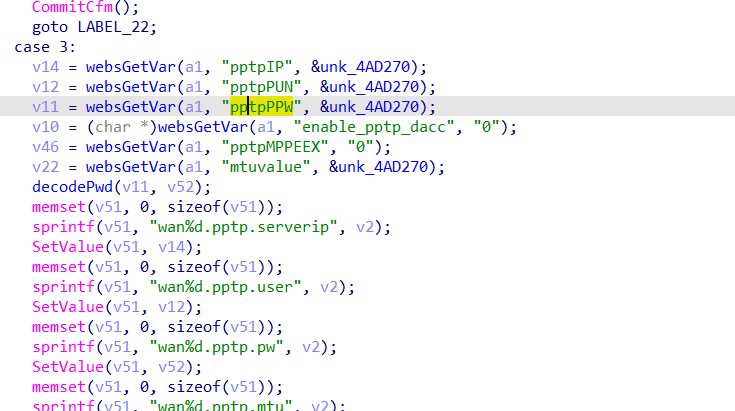 CommitCfm();
goto LABEL_22;
case 3:
v14 = websGetVar(a1, "pptpIP", &unk_4AD270);
v12 = websGetVar(a1, "pptpPUN", &unk_4AD270);
v11 = websGetVar(a1, "pptpPPW", &unk_4AD270);
v10 = (char *)websGetVar(a1, "enable_pptp_dacc", "0");
v46 = websGetVar(a1, "pptpMPPEEX", "0");
v22 = websGetVar(a1, "mtuvalue", &unk_4AD270);
decodePwd(v11, v52);
memset(v51, 0, sizeof(v51));
sprintf(v51, "wan%d.pptp.serverip", v2);
SetValue(v51, v14);
memset(v51, 0, sizeof(v51));
sprintf(v51, "wan%d.pptp.user", v2);
SetValue(v51, v12);
memset(v51, 0, sizeof(v51));
sprintf(v51, "wan%d.pptp.pw", v2);
SetValue(v51, v52);
memset(v51, 0, sizeof(v51));
sprintf(v51, "wan%d.pptp.mtu", v2);